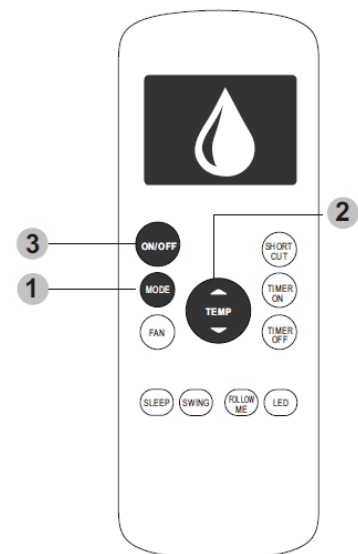 2
3
ON/OFF
SHORT
CUT
1
MODE
TEMP
TIMER
ON
FAN
TIMER
OFF
SLEEP
SWING
FOLLOW
ME
LED